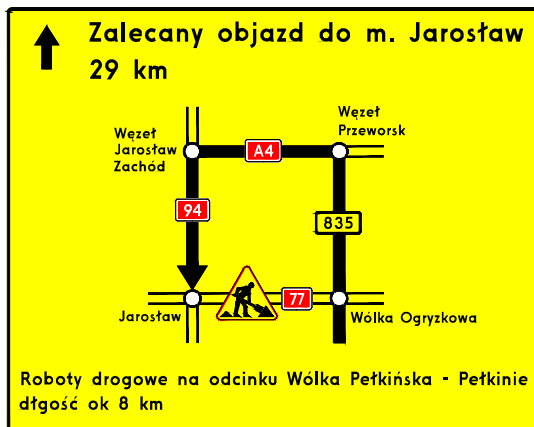 Zalecany objazd do m. Jarosław
29 km
Węzeł
Przeworsk
Węzeł
Jarosław
Zachód
A4
94
835
77
Jarosław
Wólka Ogryzkowa
Roboty drogowe na odcinku Wólka Pełkińska - Pełkinie
dłgość ok 8 km